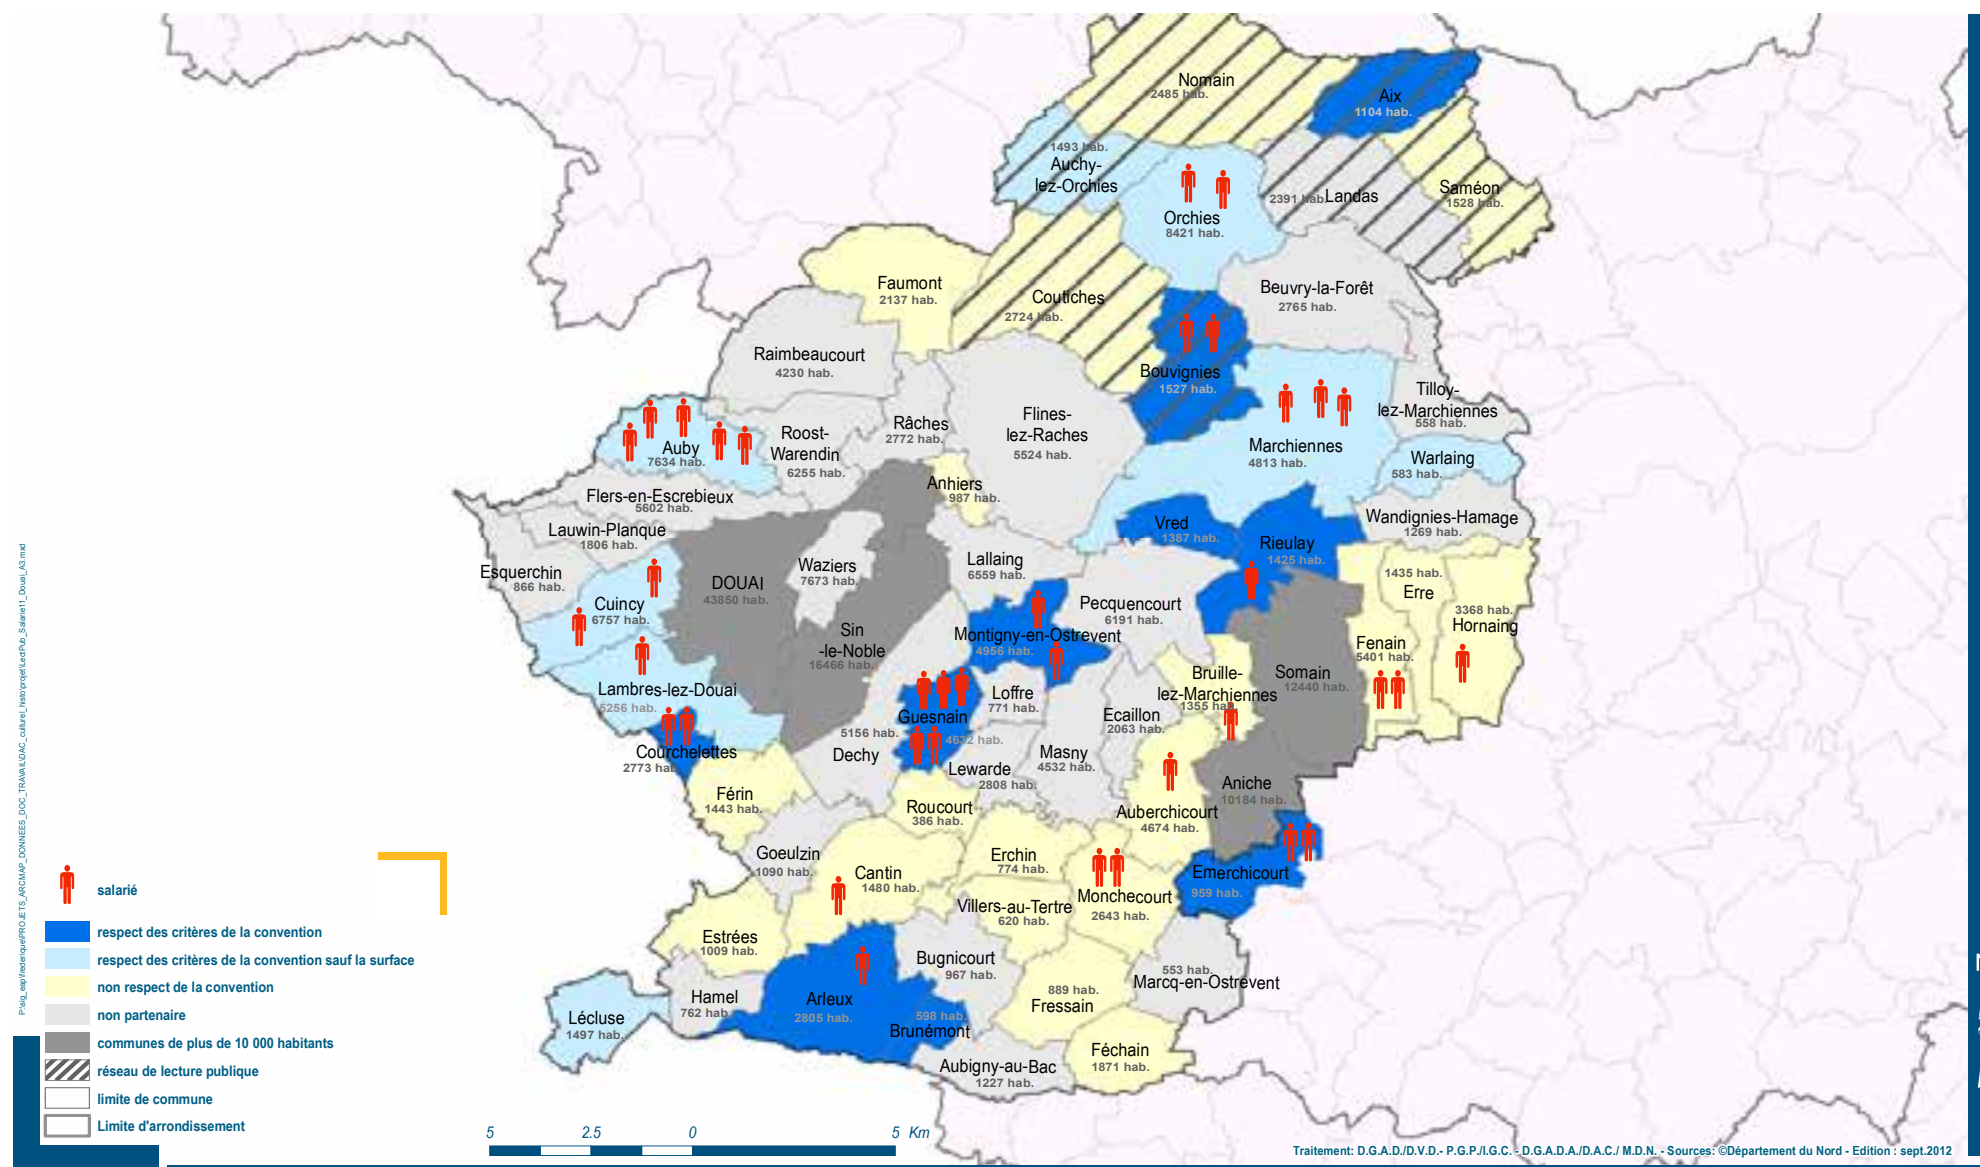 Nomain
2485 hab.
Aix
1104 hab.
1493 hab.
Auchy-
lez-Orchies
Orchies
8421 hab.
2391 hab.
Landas
Saméon
1528 hab.
Faumont
2137 hab.
Coutiches
2724 hab.
Beuvry-la-Forêt
2765 hab.
Raimbeaucourt
4230 hab.
Bouvignies
1527 hab.
Tilloy-
lez-Marchiennes
558 hab.
Râches
2772 hab.
Flines-
lez-Raches
5524 hab.
Roost-
Warendin
6255 hab.
Auby
7634 hab.
Marchiennes
4813 hab.
Warlaing
583 hab.
Anhiers
987 hab.
Flers-en-Escrebieux
5602 hab.
Lauwin-Planque
1806 hab.
Vred
1387 hab.
Wandignies-Hamage
1269 hab.
Rieulay
1425 hab.
Esquerchin
866 hab.
DOUAI
43850 hab.
Waziers
7673 hab.
Lallaing
6559 hab.
1435 hab.
Erre
Cuincy
6757 hab.
Pecquencourt
6191 hab.
3368 hab.
Hornaing
Sin
-le-Noble
16466 hab.
Montigny-en-Ostrevent
4956 hab.
Fenain
5401 hab.
Bruille-
lez-Marchiennes
1355 hab.
Somain
12440 hab.
Lambres-lez-Douai
5256 hab.
Loffre
771 hab.
Guesnain
4632 hab.
Ecaillon
2063 hab.
5156 hab.
Dechy
Courchelettes
2773 hab.
Masny
4532 hab.
Lewarde
2808 hab.
Aniche
10184 hab.
Férin
1443 hab.
Roucourt
386 hab.
Auberchicourt
4674 hab.
Goeulzin
1090 hab.
Erchin
774 hab.
Cantin
1480 hab.
Emerchicourt
959 hab.
Monchecourt
2643 hab.
Villers-au-Tertre
620 hab.
Estrées
1009 hab.
Bugnicourt
967 hab.
553 hab.
Marcq-en-Ostrevent
889 hab.
Fressain
Hamel
762 hab.
Arleux
2805 hab.
598 hab.
Brunémont
Lécluse
1497 hab.
Féchain
1871 hab.
Aubigny-au-Bac
1227 hab.
salarié
respect des critères de la convention
respect des critères de la convention sauf la surface
non respect de la convention
non partenaire
communes de plus de 10 000 habitants
réseau de lecture publique
limite de commune
Limite d'arrondissement
5 2.5 0 5 Km
Traitement: D.G.A.D./D.V.D.- P.G.P./I.G.C. - D.G.A.D.A./D.A.C./ M.D.N. - Sources: ©Département du Nord - Edition : sept.2012